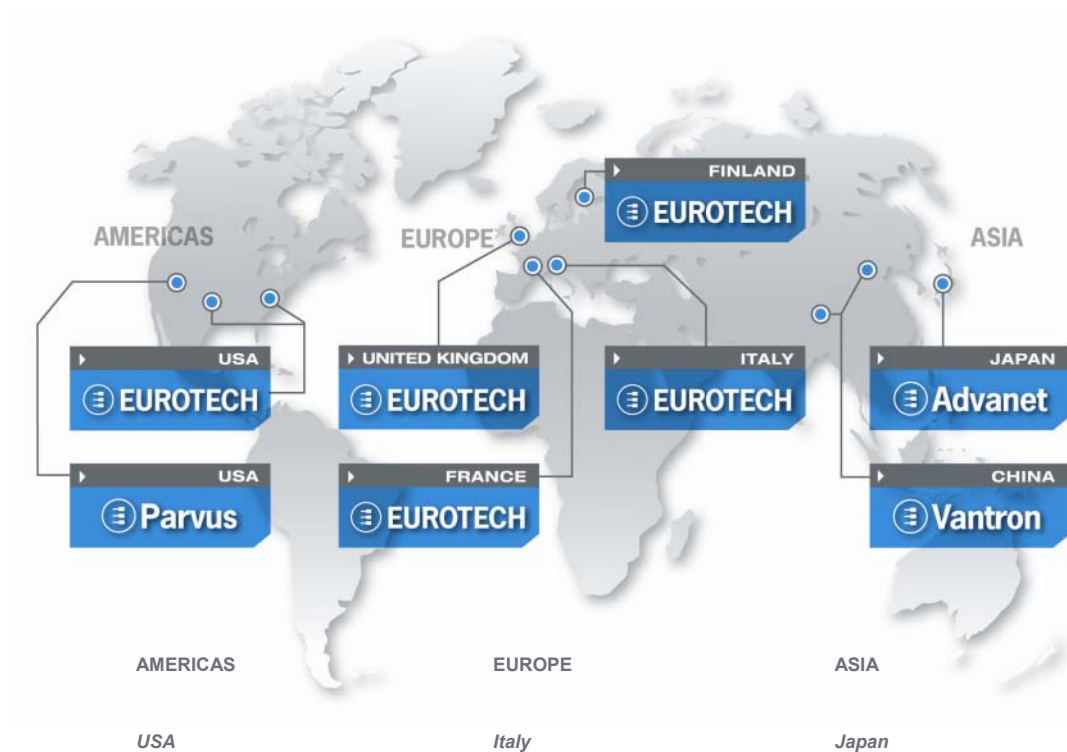 FINLAND
EUROTECH
AMERICAS
EUROPE
ASIA
USA
EUROTECH
UNITED KINGDOM
EUROTECH
ITALY
EUROTECH
JAPAN
Advanet
USA
Parvus
FRANCE
EUROTECH
CHINA
Vantron
AMERICAS
EUROPE
ASIA
USA
Italy
Japan